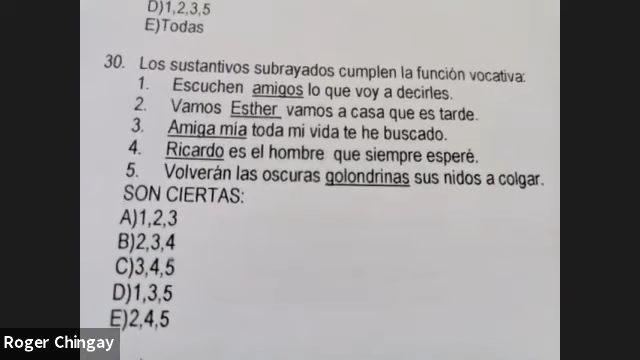 D)1,2,3,5
E)Todas
30. Los sustantivos subrayados cumplen la función vocativa:
1. Escuchen amigos lo que voy a decirles.
2. Vamos Esther vamos a casa que es tarde.
3. Amiga mía toda mi vida te he buscado.
4. Ricardo es el hombre que siempre esperé.
5. Volverán las oscuras golondrinas sus nidos a colgar.
SON CIERTAS:
A)1,2,3
B)2,3,4
C)3,4,5
D)1,3,5
E)2,4,5
Roger Chingay